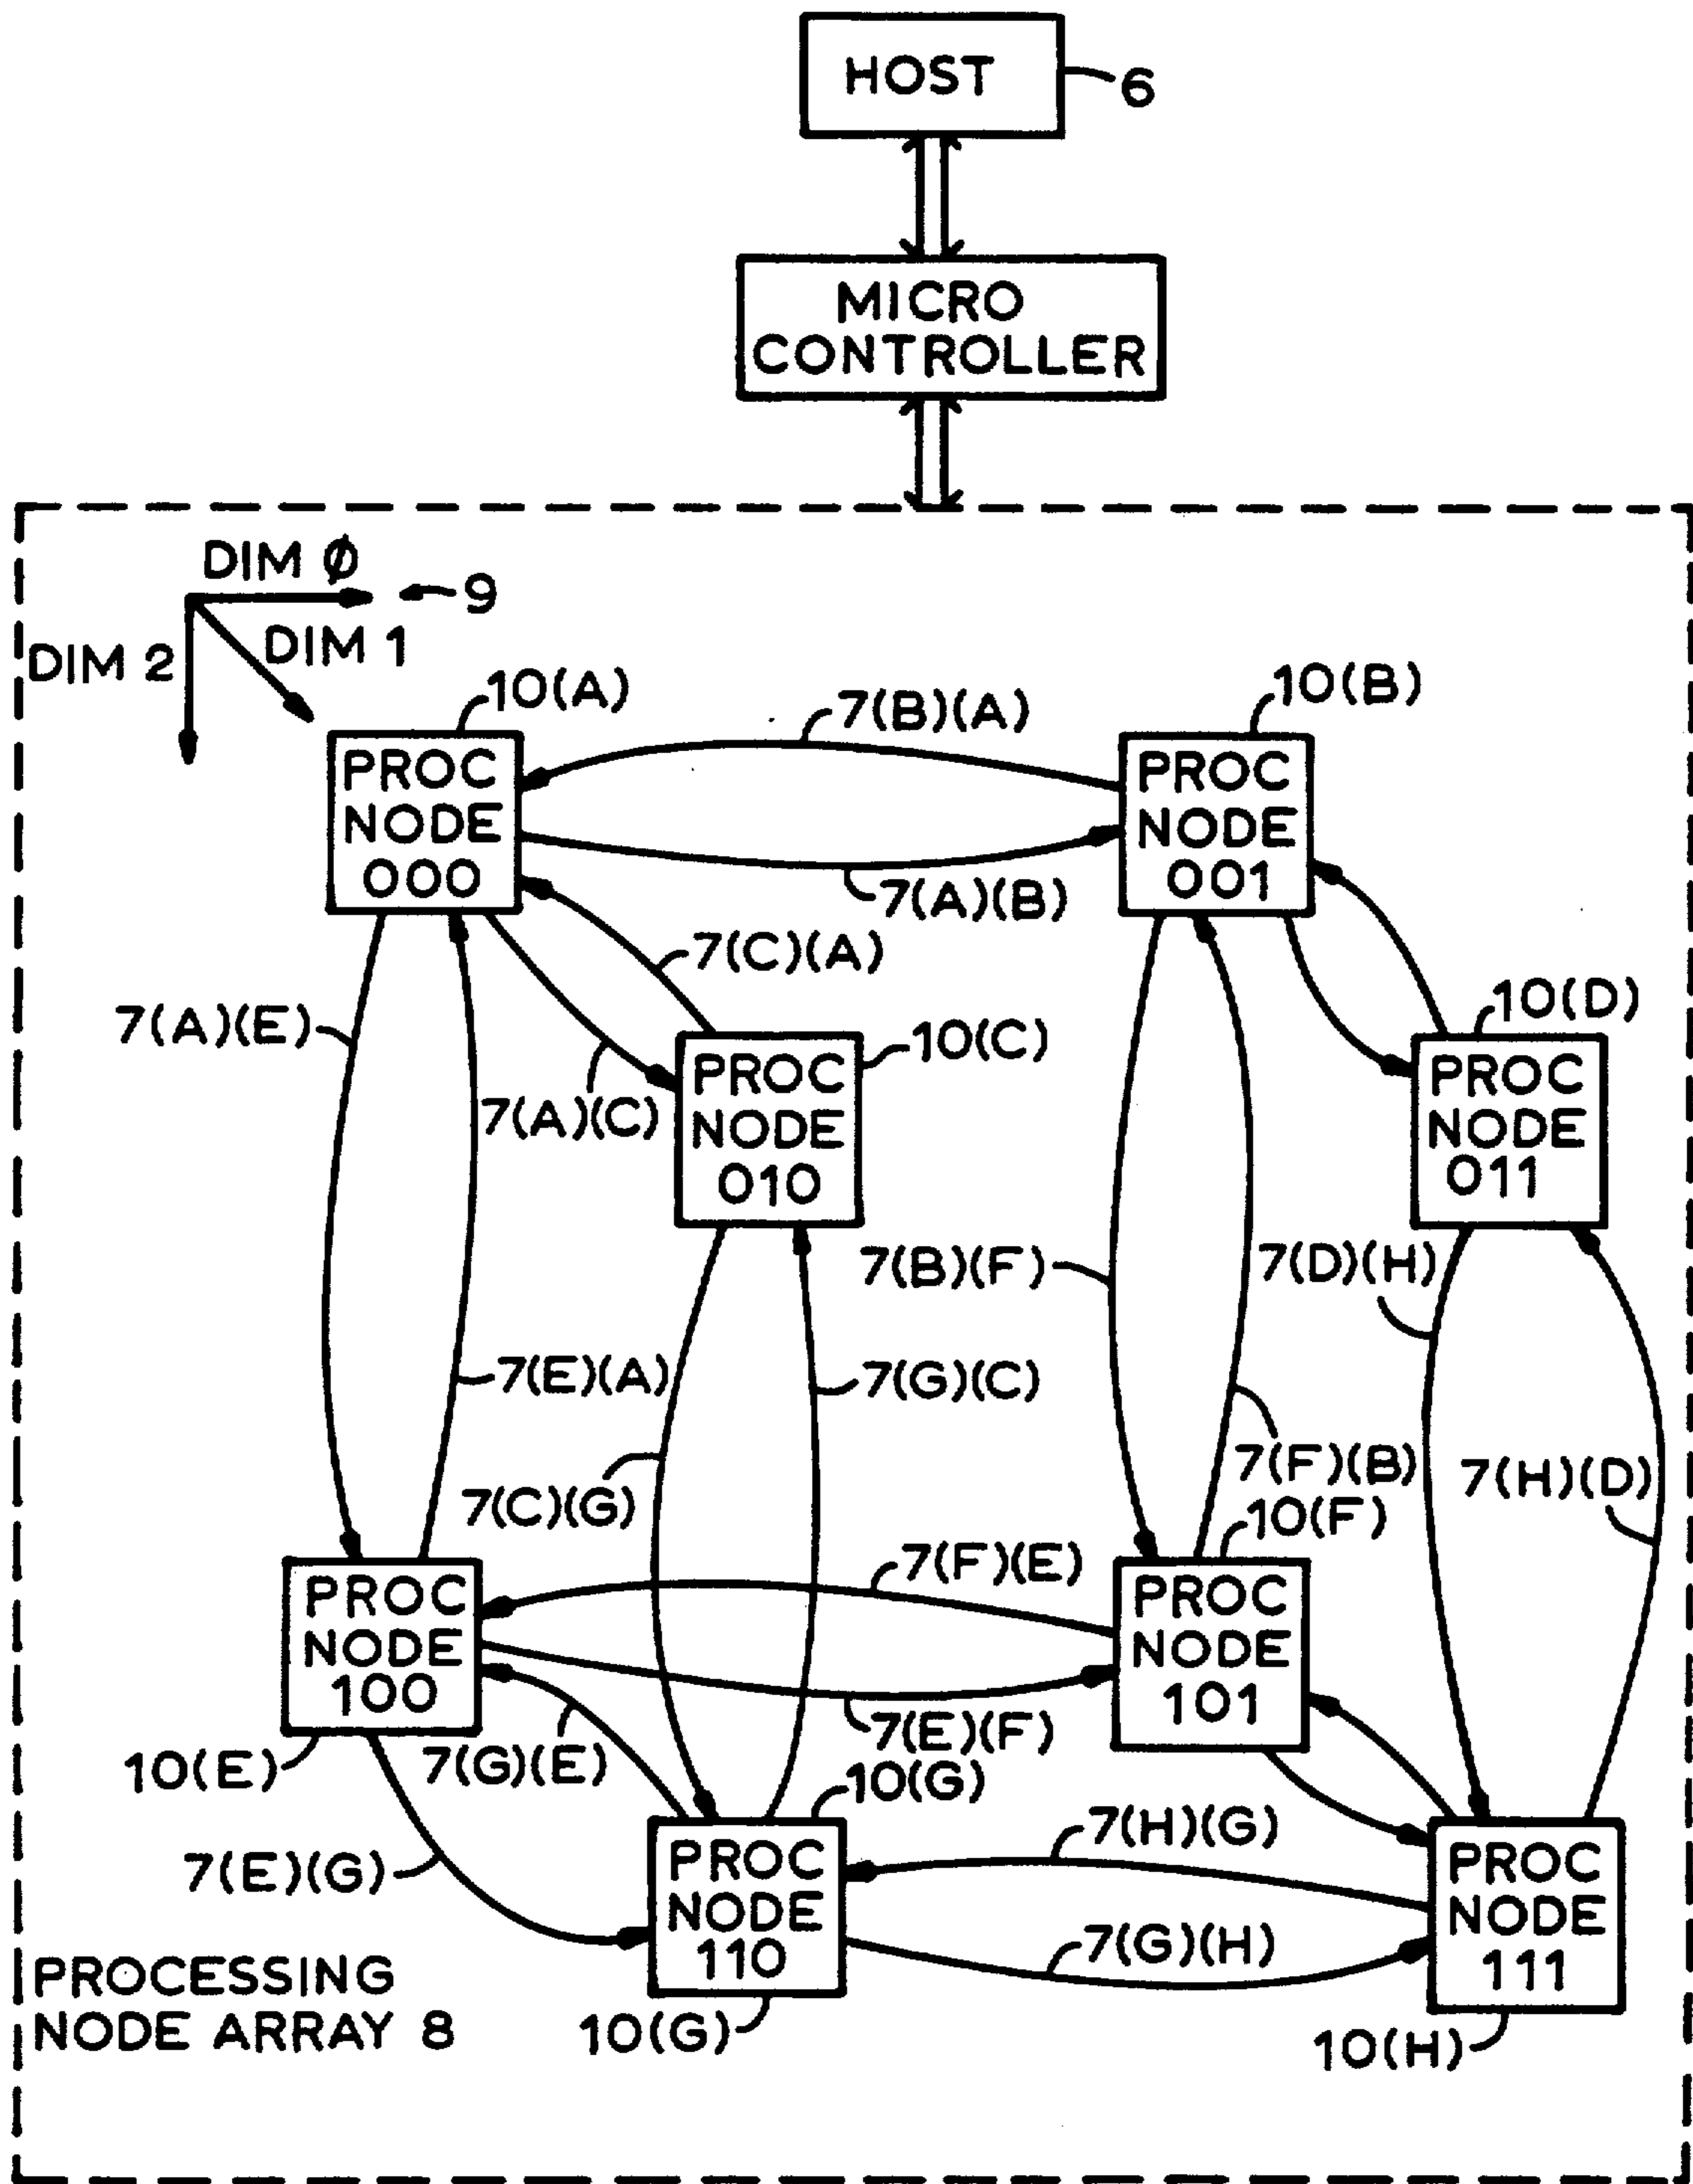 HOST
6
MICRO
CONTROLLER
DIM Ø
9
DIM 1
DIM 2
10(A)
7(B)(A)
10(B)
PROC
NODE
000
PROC
NODE
001
7(A)(B)
7(C)(A)
7(A)(E)
10(D)
10(C)
7(A)(C)
PROC
NODE
010
PROC
NODE
011
7(B)(F)
7(D)(H)
7(E)(A)
7(G)(C)
7(F)(B)
7(H)(D)
7(C)(G)
10(F)
7(F)(E)
PROC
NODE
100
PROC
NODE
101
7(E)(F)
10(E)
7(G)(E)
10(G)
7(H)(G)
7(E)(G)
PROC
NODE
110
PROC
NODE
111
7(G)(H)
PROCESSING
NODE ARRAY 8
10(G)
10(H)